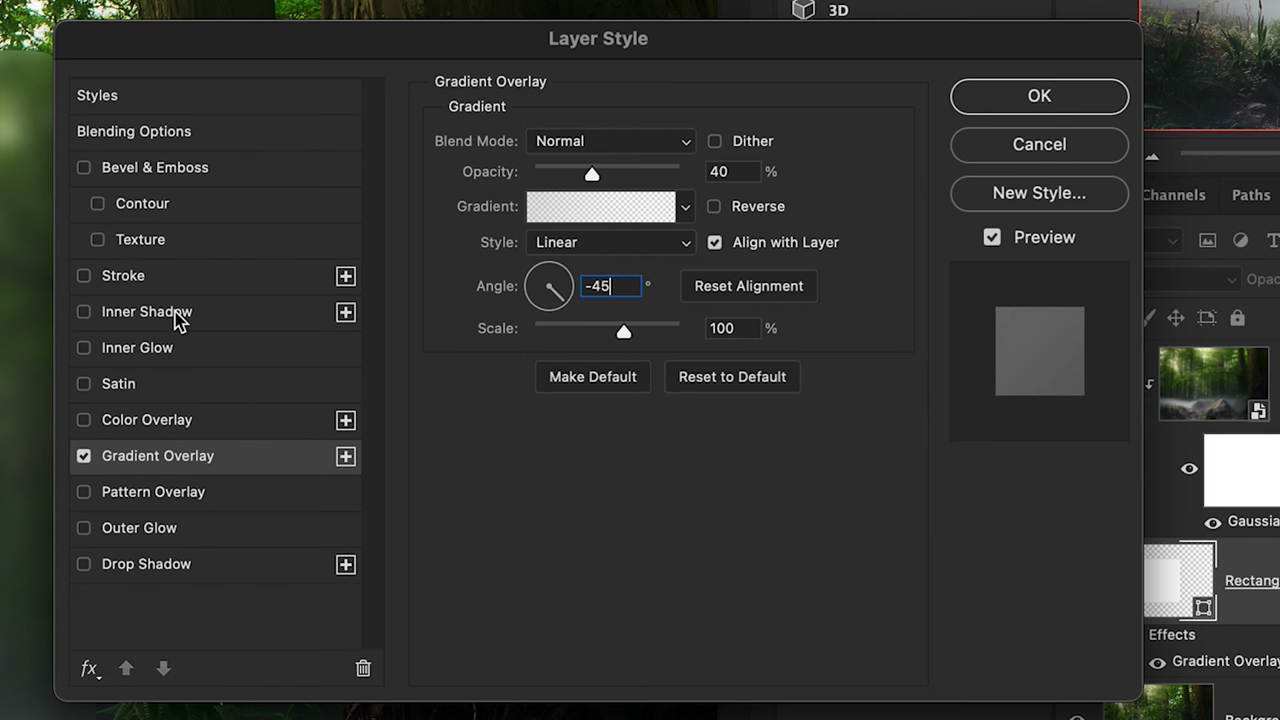 3D
Layer Style
Styles
Blending Options
Bevel & Emboss
Contour
Texture
Stroke
Inner Shadow
Inner Glow
Satin
Color Overlay
Gradient Overlay
Pattern Overlay
Outer Glow
Drop Shadow
fx
Gradient Overlay
Gradient
Blend Mode: Normal Dither
Opacity: 40 %
Gradient: Reverse
Style: Linear Align with Layer
Angle: -45 ° Reset Alignment
Scale: 100 %
Make Default Reset to Default
OK
Cancel
New Style...
Preview
Channels Paths
Opac
Gaussia
Rectang
Effects
Gradient Overlay